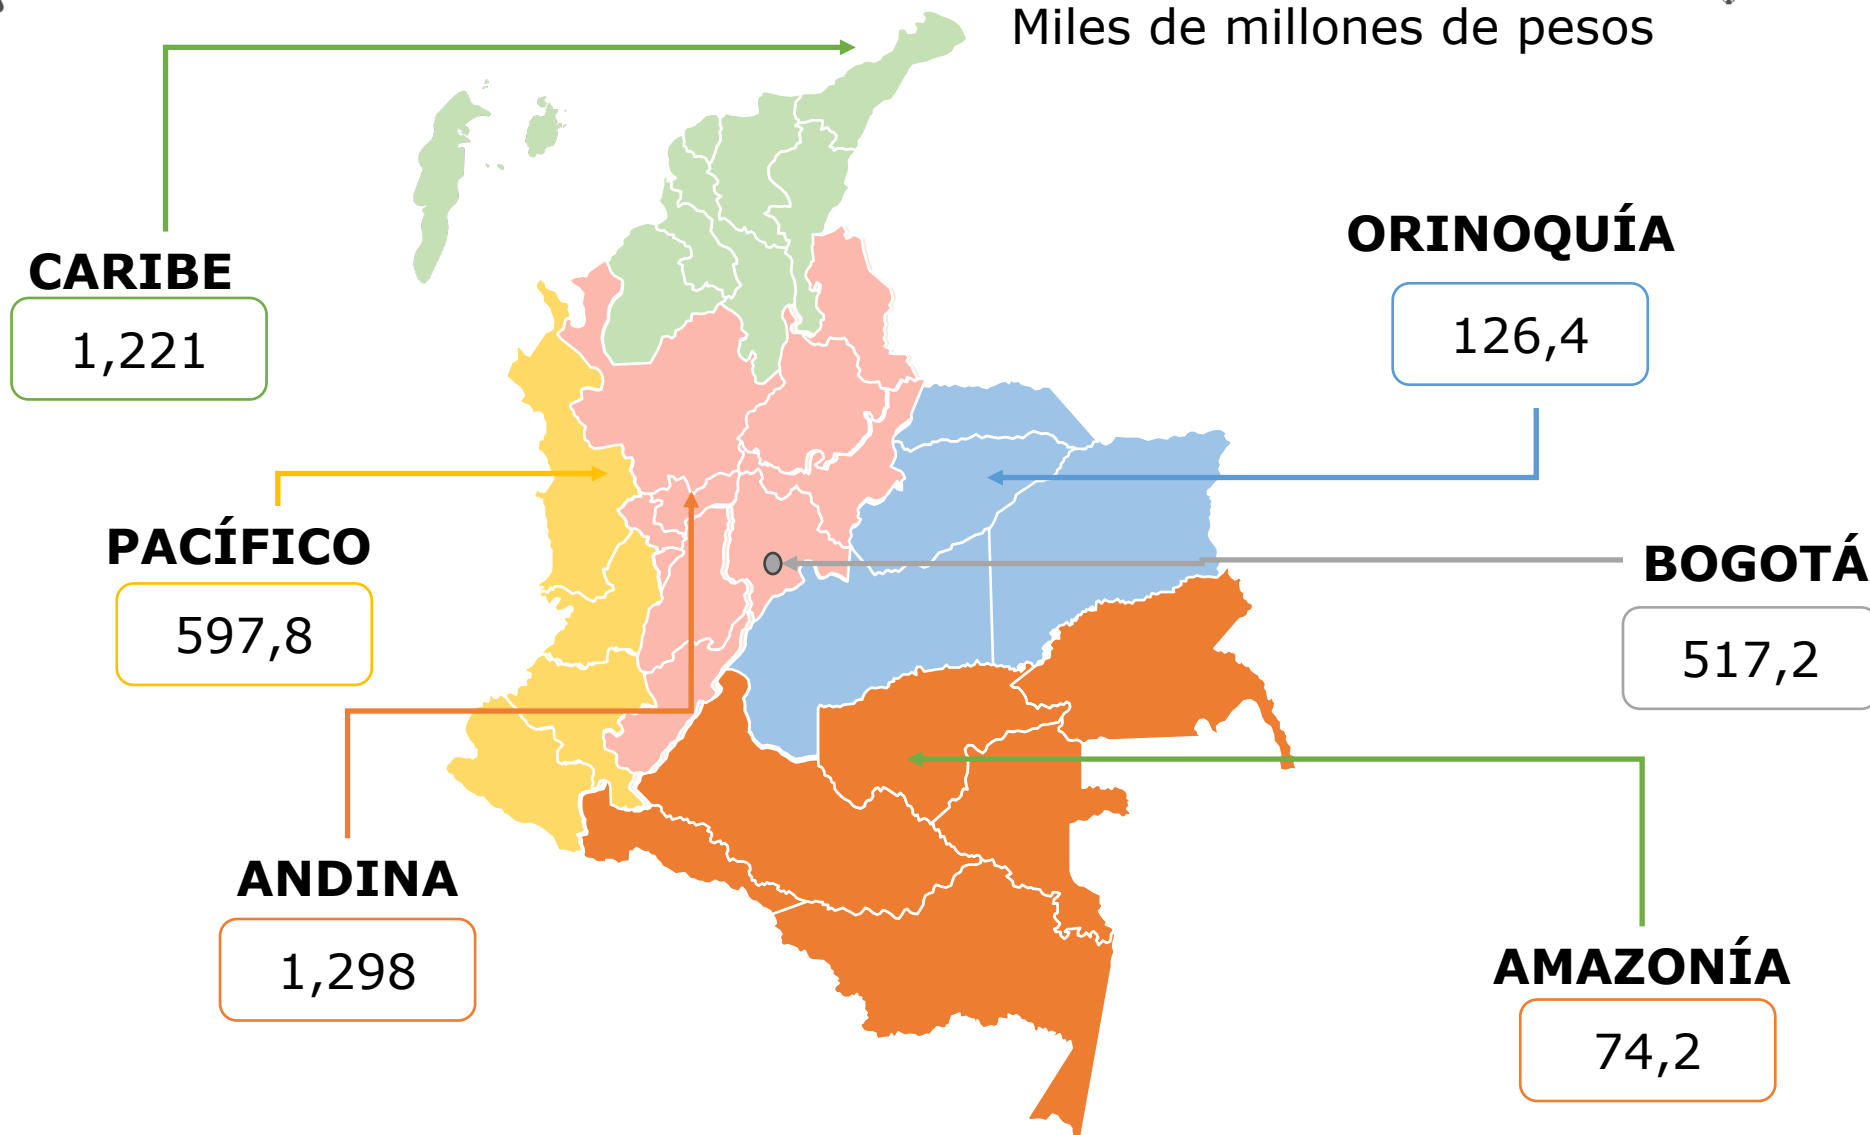 Miles de millones de pesos
CARIBE
1,221
ORINOQUÍA
126,4
PACÍFICO
597,8
BOGOTÁ
517,2
ANDINA
1,298
AMAZONÍA
74,2